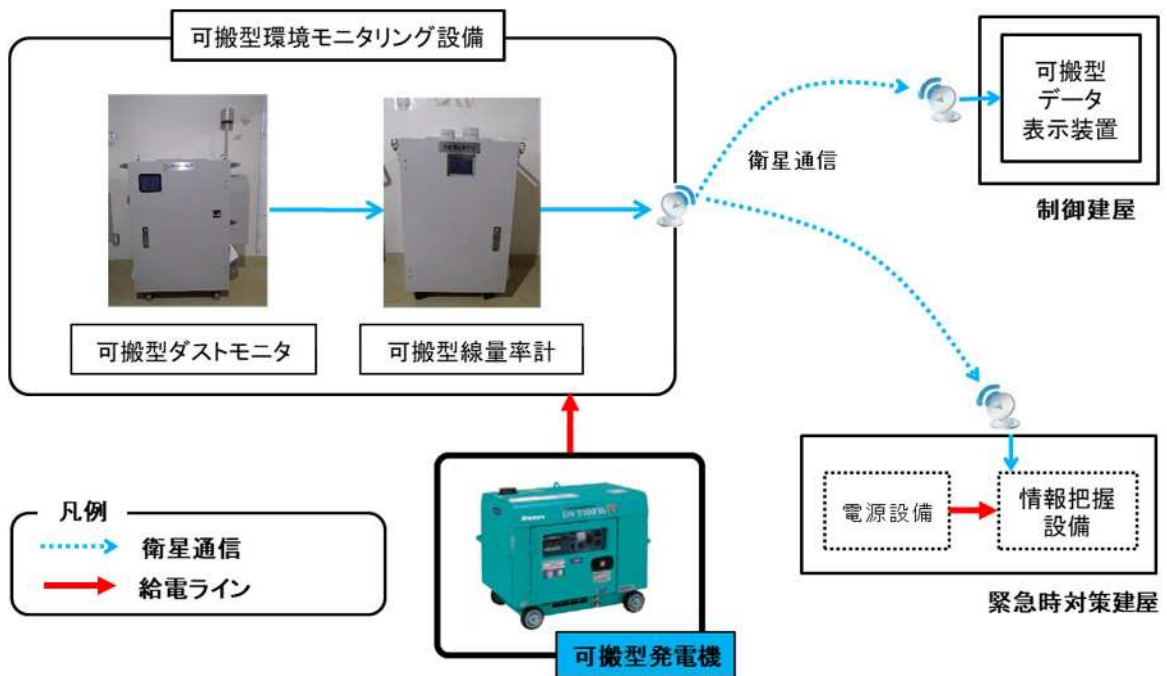 可搬型環境モニタリング設備
可搬型ダストモニタ
可搬型線量率計
衛星通信
可搬型
データ
表示装置
制御建屋
電源設備
情報把握
設備
緊急時対策建屋
凡例
衛星通信
給電ライン
可搬型発電機